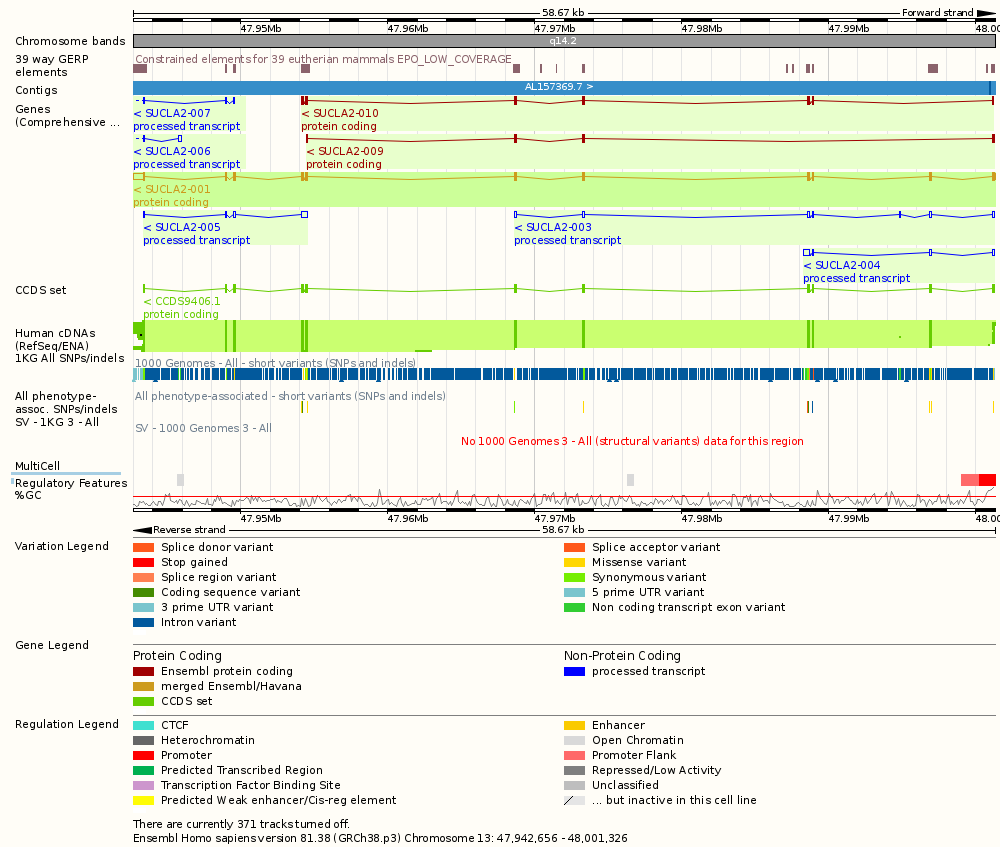 58.67 kb
Forward strand
47.95Mb 47.96Mb 47.97Mb 47.98Mb 47.99Mb 48.00
Chromosome bands
q14.2
39 way GERP
elements
Constrained elements for 39 eutherian mammals EPO_LOW_COVERAGE
Contigs
AL157369.7 >
Genes
(Comprehensive ...
< SUCLA2-007
processed transcript
< SUCLA2-010
protein coding
< SUCLA2-006
processed transcript
< SUCLA2-009
protein coding
< SUCLA2-001
protein coding
< SUCLA2-005
processed transcript
< SUCLA2-003
processed transcript
< SUCLA2-004
processed transcript
CCDS set
< CCDS9406.1
protein coding
Human cDNAs
(RefSeq/ENA)
1KG All SNPs/indels
1000 Genomes - All - short variants (SNPs and indels)
All phenotype-
assoc. SNPs/indels
All phenotype-associated - short variants (SNPs and indels)
SV - 1KG 3 - All
SV - 1000 Genomes 3 - All
No 1000 Genomes 3 - All (structural variants) data for this region
MultiCell
Regulatory Features
%GC
47.95Mb 47.96Mb 47.97Mb 47.98Mb 47.99Mb 48.00
Reverse strand
58.67 kb
Variation Legend
Splice donor variant
Splice acceptor variant
Stop gained
Missense variant
Splice region variant
Synonymous variant
Coding sequence variant
5 prime UTR variant
3 prime UTR variant
Non coding transcript exon variant
Intron variant
Gene Legend
Protein Coding
Non-Protein Coding
Ensembl protein coding
processed transcript
merged Ensembl/Havana
CCDS set
Regulation Legend
CTCF
Enhancer
Heterochromatin
Open Chromatin
Promoter
Promoter Flank
Predicted Transcribed Region
Repressed/Low Activity
Transcription Factor Binding Site
Unclassified
Predicted Weak enhancer/Cis-reg element
... but inactive in this cell line
There are currently 371 tracks turned off.
Ensembl Homo sapiens version 81.38 (GRCh38.p3) Chromosome 13: 47,942,656 - 48,001,326